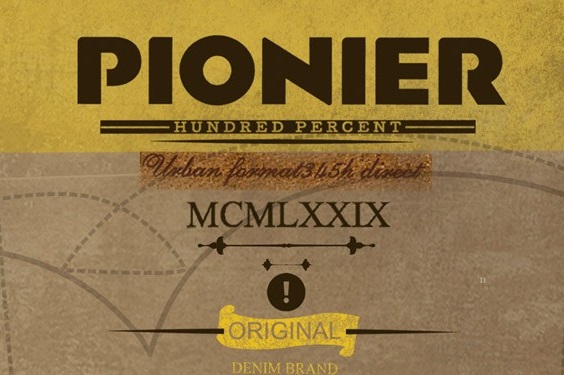 PIONIER
HUNDRED PERCENT
Urban format345h direct
MCMLXXIX
!
ORIGINAL
DENIM BRAND